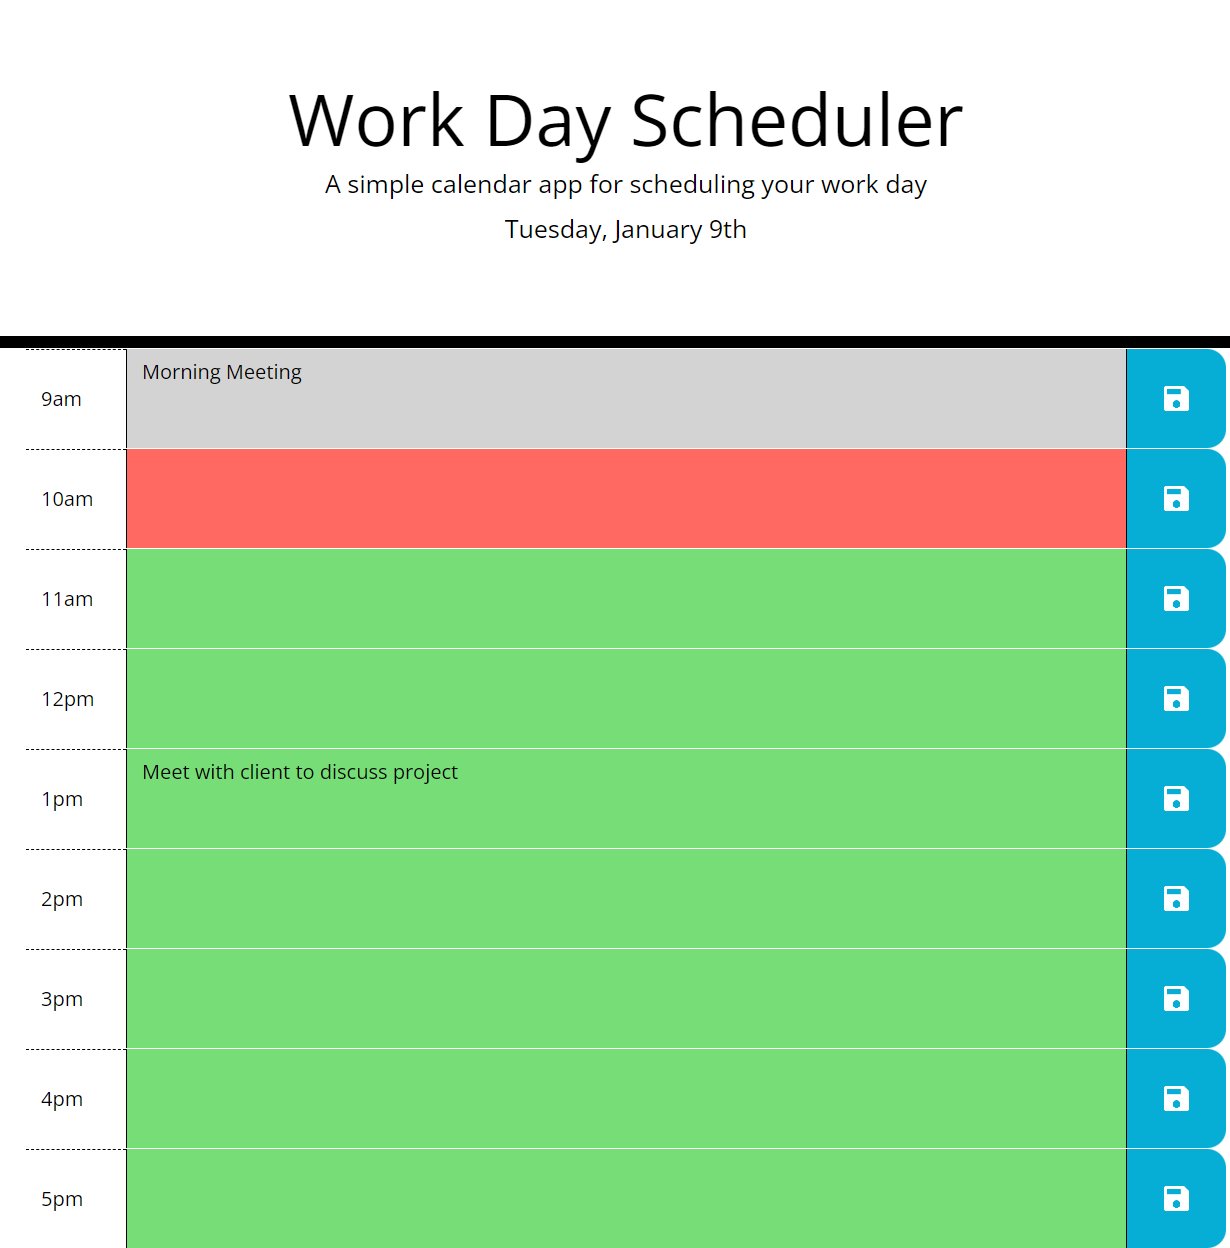 Work Day Scheduler
A simple calendar app for scheduling your work day
Tuesday, January 9th
9am
Morning Meeting
10am
11am
12pm
1pm
Meet with client to discuss project
2pm
3pm
4pm
5pm